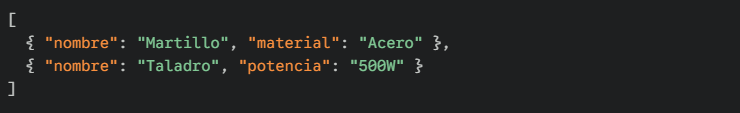 [
  { "nombre": "Martillo", "material": "Acero" },
  { "nombre": "Taladro", "potencia": "500W" }
]